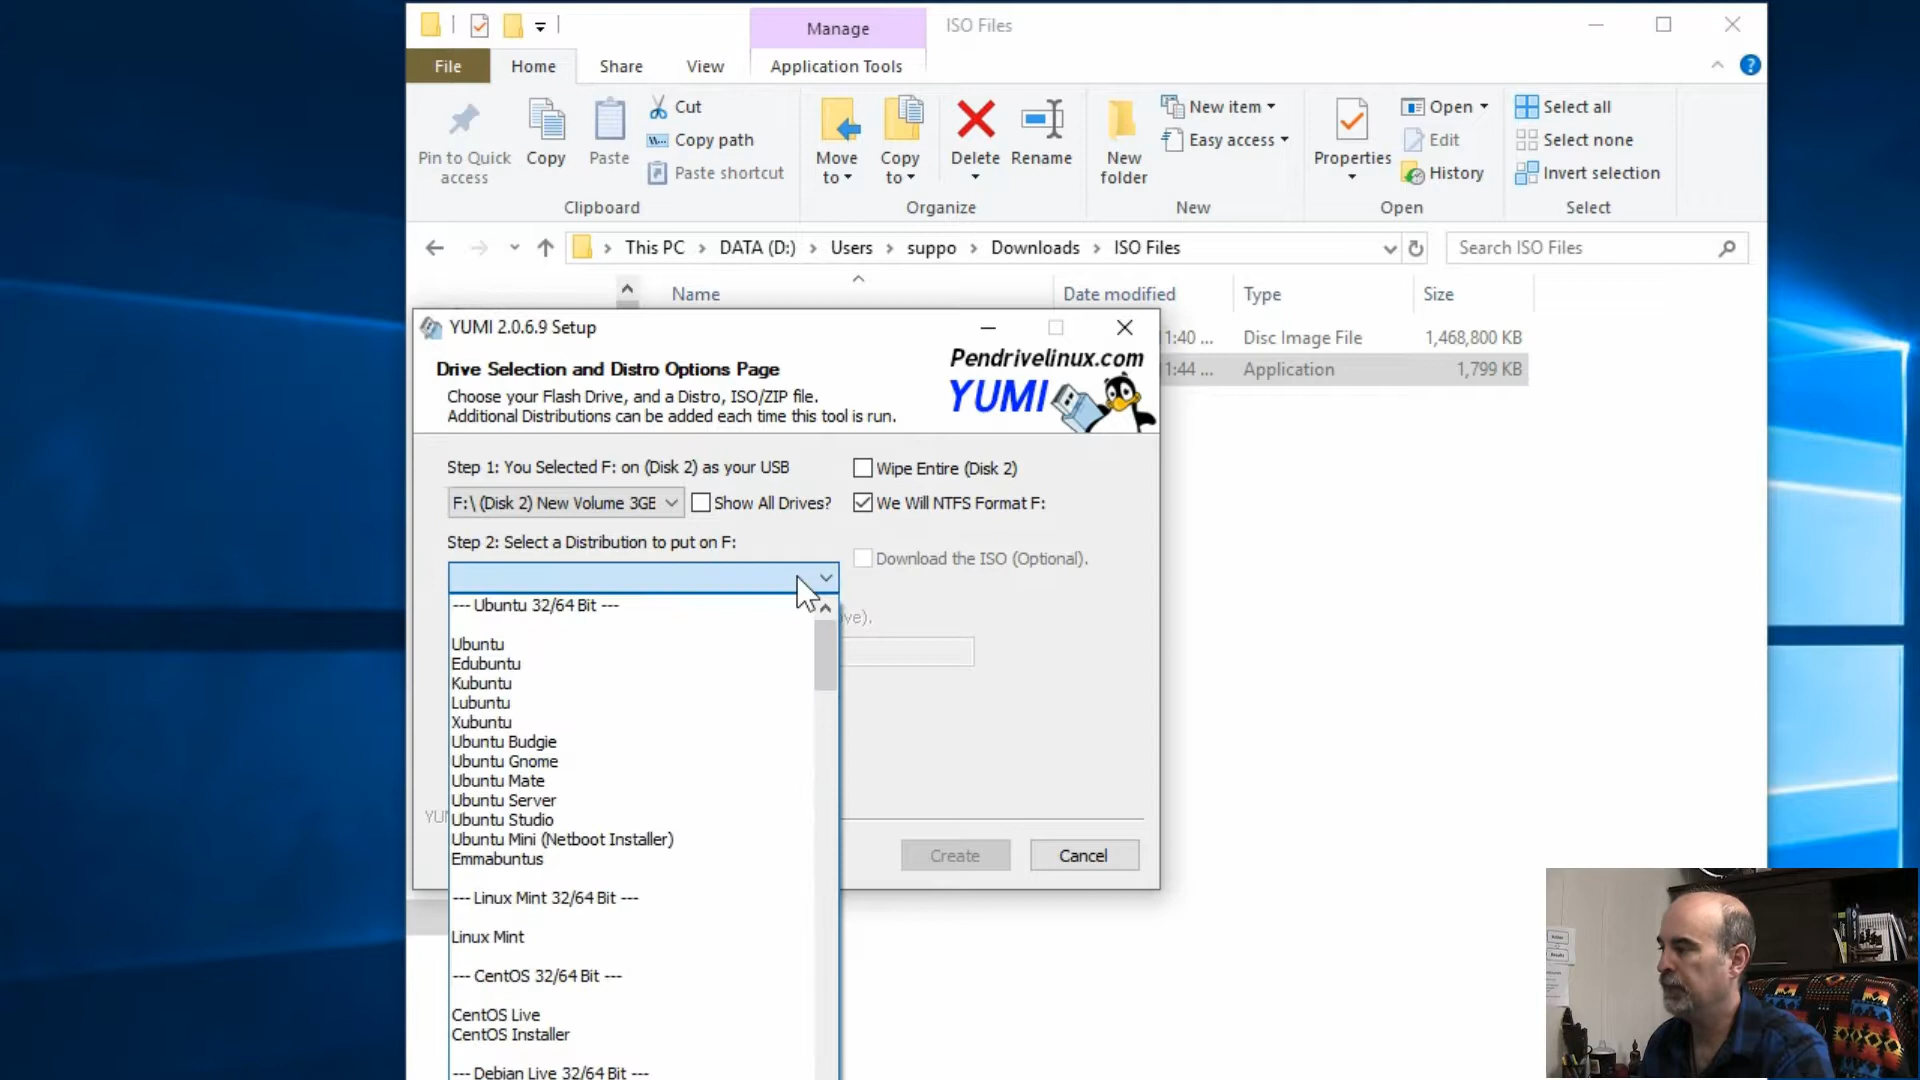 Manage
ISO Files
File
Home
Share
View
Application Tools
Pin to Quick access
Copy
Paste
Cut
Copy path
Paste shortcut
Clipboard
Move to
Copy to
Delete
Rename
Organize
New folder
New item
Easy access
New
Properties
Open
Edit
History
Open
Select all
Select none
Invert selection
Select
This PC > DATA (D:) > Users > suppo > Downloads > ISO Files
Search ISO Files
Name
Date modified
Type
Size
1:40 ...
Disc Image File
1,468,800 KB
1:44 ...
Application
1,799 KB
YUMI 2.0.6.9 Setup
Drive Selection and Distro Options Page
Choose your Flash Drive, and a Distro, ISO/ZIP file.
Additional Distributions can be added each time this tool is run.
Pendrivelinux.com
YUMI
Step 1: You Selected F: on (Disk 2) as your USB
Wipe Entire (Disk 2)
F:\ (Disk 2) New Volume 3GB
Show All Drives?
We Will NTFS Format F:
Step 2: Select a Distribution to put on F:
Download the ISO (Optional).
--- Ubuntu 32/64 Bit ---
ve).
Ubuntu
Edubuntu
Kubuntu
Lubuntu
Xubuntu
Ubuntu Budgie
Ubuntu Gnome
Ubuntu Mate
Ubuntu Server
Ubuntu Studio
YU
Ubuntu Mini (Netboot Installer)
Emmabuntus
Create
Cancel
--- Linux Mint 32/64 Bit ---
Linux Mint
--- CentOS 32/64 Bit ---
CentOS Live
CentOS Installer
--- Debian Live 32/64 Bit ---